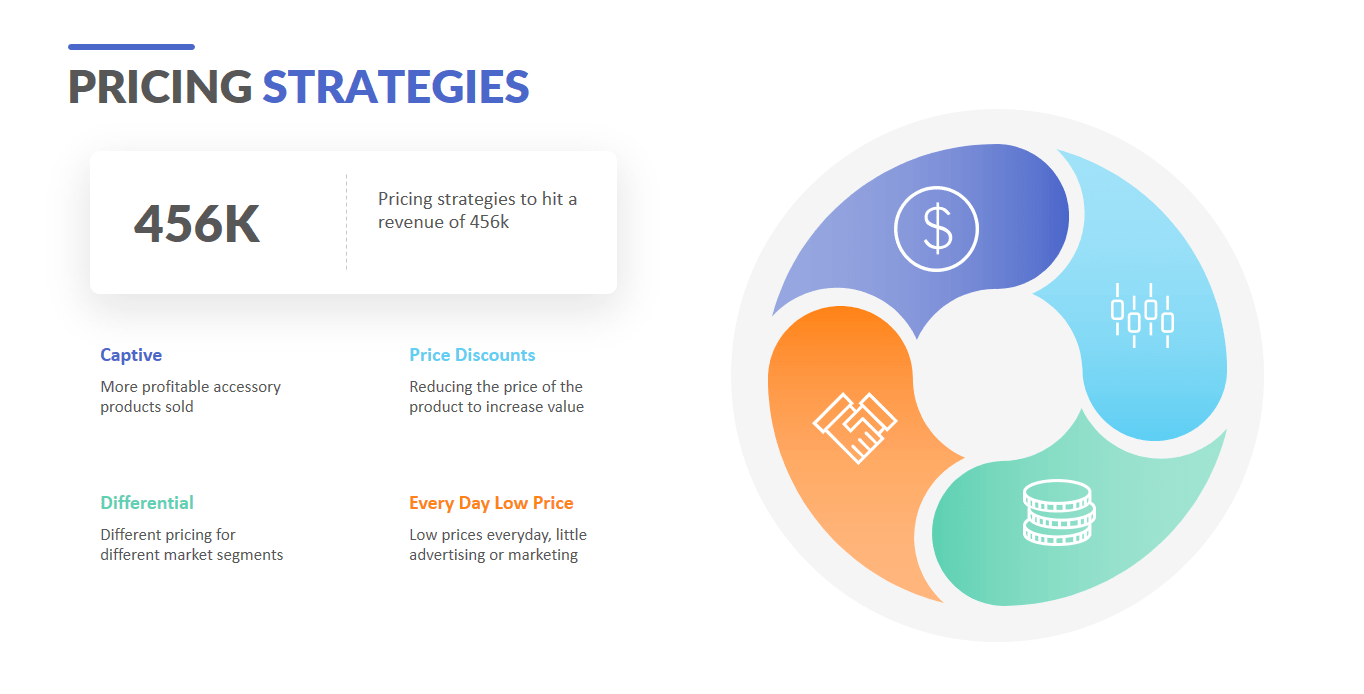 PRICING STRATEGIES
456K
Pricing strategies to hit a
revenue of 456k
Captive
More profitable accessory
products sold
Price Discounts
Reducing the price of the
product to increase value
Differential
Different pricing for
different market segments
Every Day Low Price
Low prices everyday, little
advertising or marketing
$